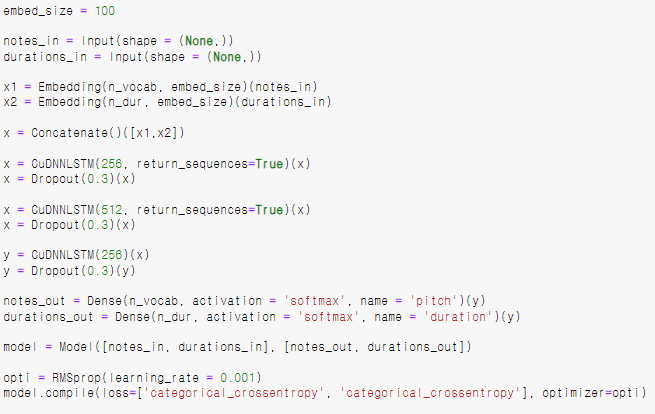 embed_size = 100
notes_in = Input(shape = (None,))
durations_in = Input(shape = (None,))
x1 = Embedding(n_vocab, embed_size)(notes_in)
x2 = Embedding(n_dur, embed_size)(durations_in)
x = Concatenate()([x1,x2])
x = CuDNNLSTM(256, return_sequences=True)(x)
x = Dropout(0.3)(x)
x = CuDNNLSTM(512, return_sequences=True)(x)
x = Dropout(0.3)(x)
y = CuDNNLSTM(256)(x)
y = Dropout(0.3)(y)
notes_out = Dense(n_vocab, activation = 'softmax', name = 'pitch')(y)
durations_out = Dense(n_dur, activation = 'softmax', name = 'duration')(y)
model = Model([notes_in, durations_in], [notes_out, durations_out])
opti = RMSprop(learning_rate = 0.001)
model.compile(loss=['categorical_crossentropy', 'categorical_crossentropy'], optimizer=opti)